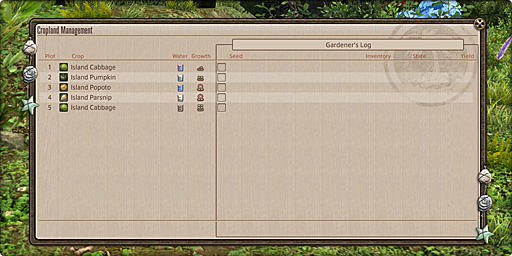 Cropland Management
Gardener's Log
Plot Crop Water Growth Seed Inventory State Yield
1 Island Cabbage
2 Island Pumpkin
3 Island Popoto
4 Island Parsnip
5 Island Cabbage